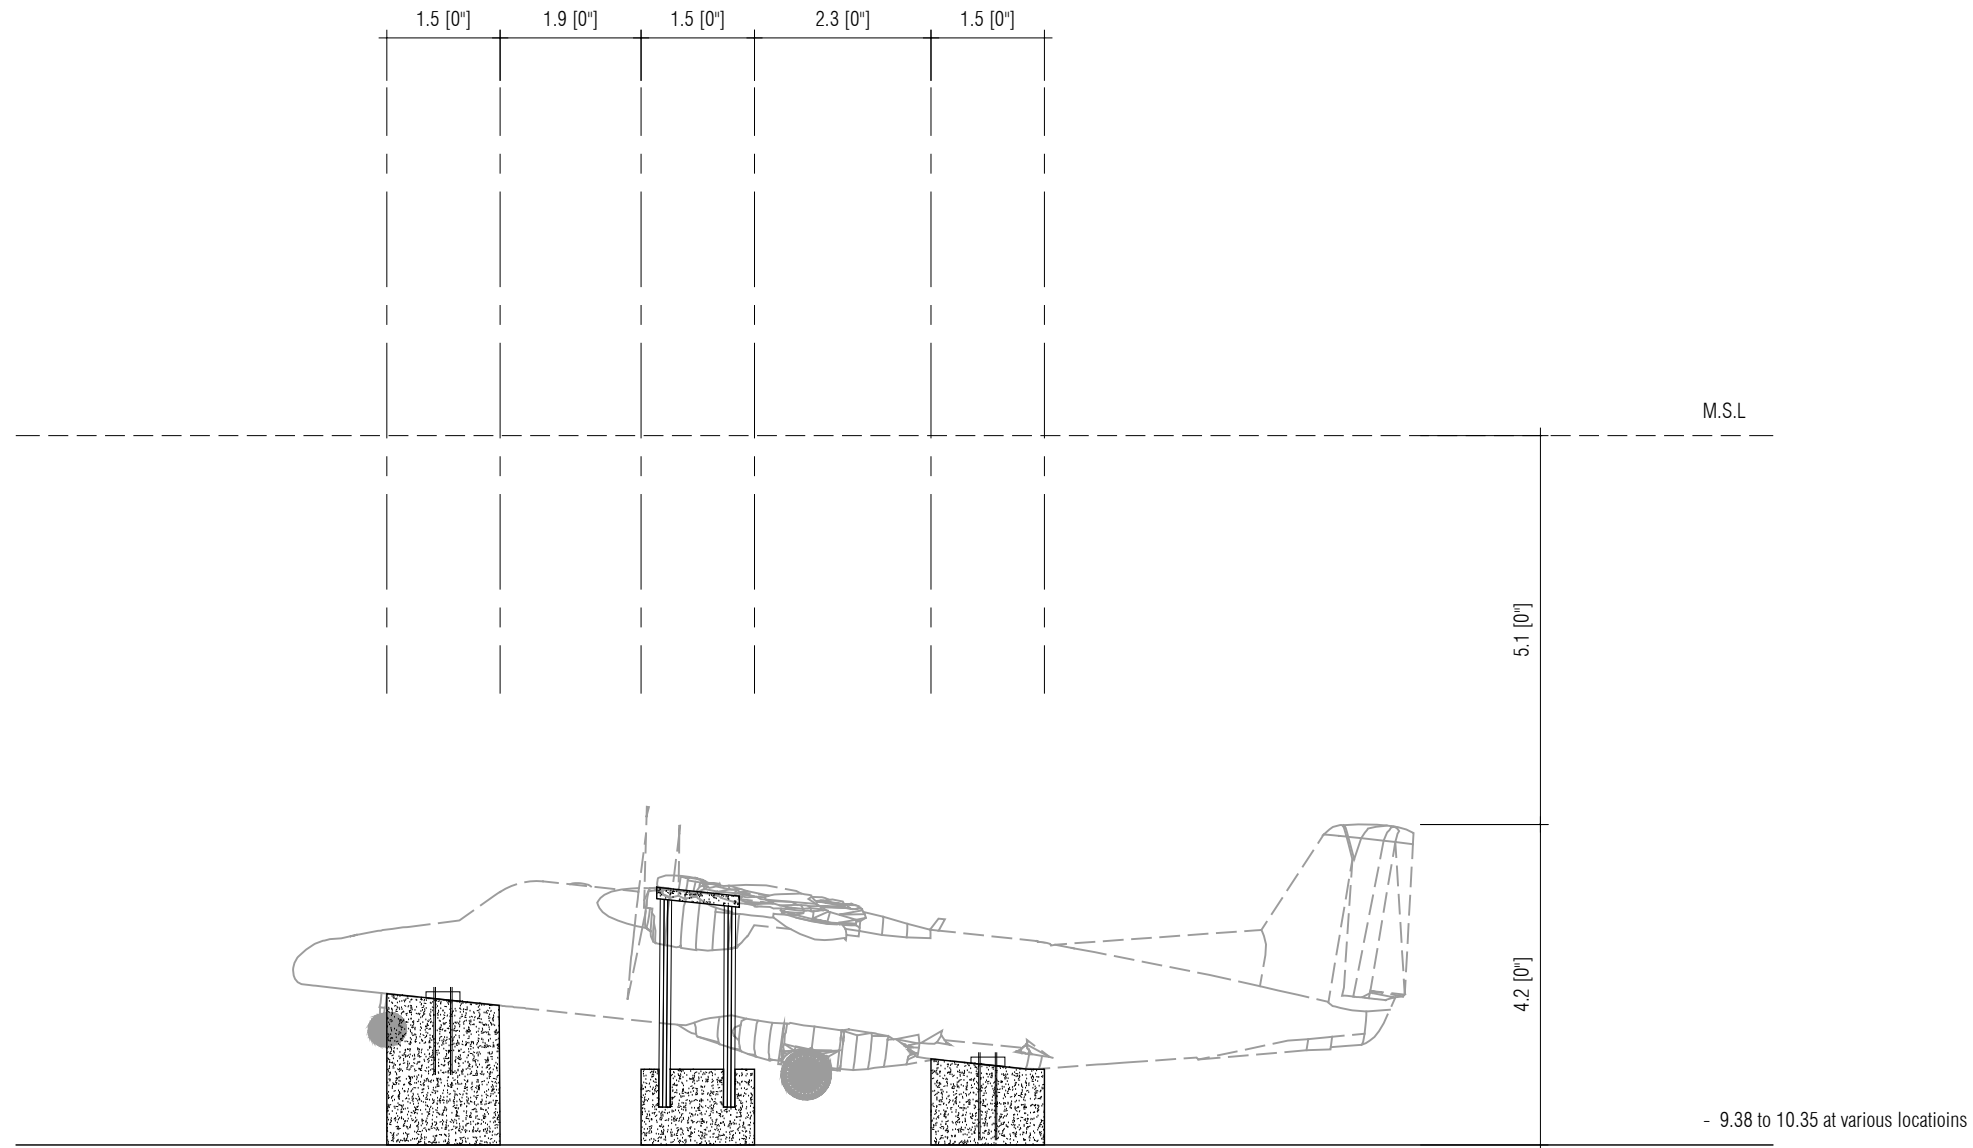 1.5 [0"] 1.9 [0"] 1.5 [0"] 2.3 [0"] 1.5 [0"]
M.S.L
5.1 [0"]
4.2 [0"]
- 9.38 to 10.35 at various locatioins